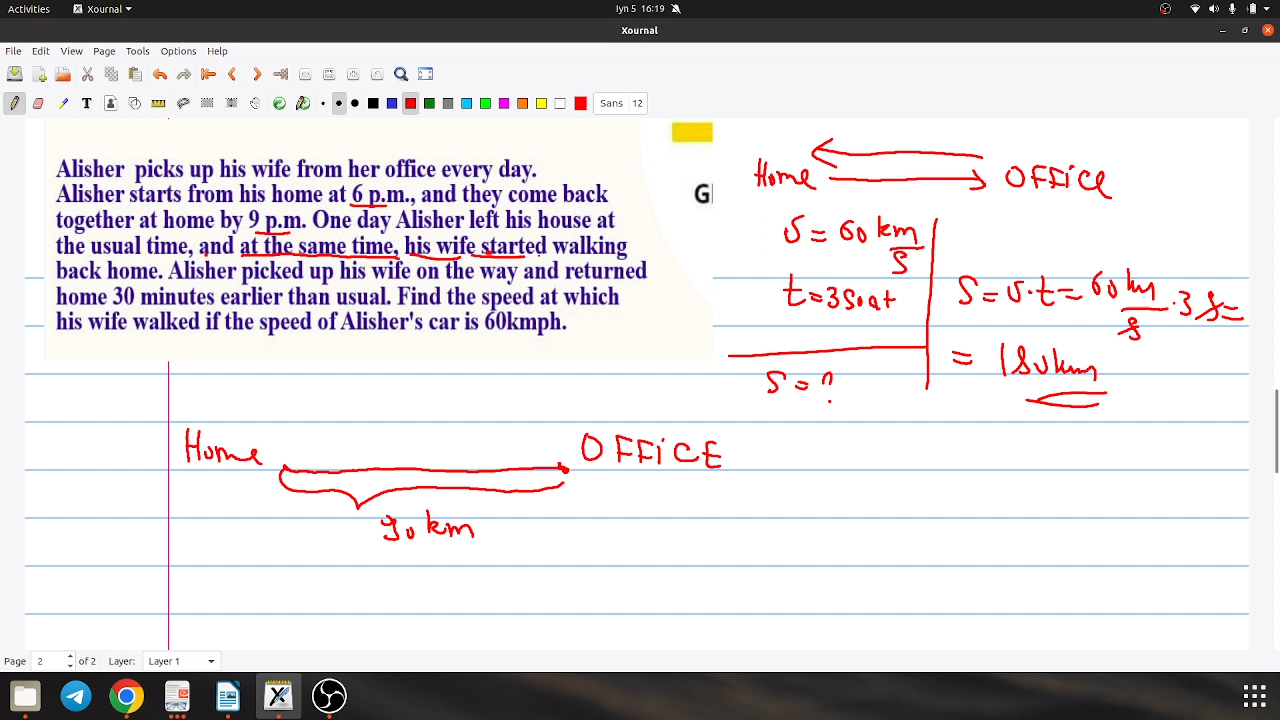 Activities Xournal Iyn 5 16:19
Xournal
File Edit View Page Tools Options Help
T Sans 12
Alisher picks up his wife from her office every day.
Alisher starts from his home at 6 p.m., and they come back
together at home by 9 p.m. One day Alisher left his house at
the usual time, and at the same time, his wife started walking
back home. Alisher picked up his wife on the way and returned
home 30 minutes earlier than usual. Find the speed at which
his wife walked if the speed of Alisher's car is 60kmph.
Home OFFiCe
υ = 60 km/s
t = 3 soat
S = ?
S = υ · t = 60 km/s · 3 s =
= 180 km
Home OFFiCE
90 km
Page 2 of 2 Layer: Layer 1